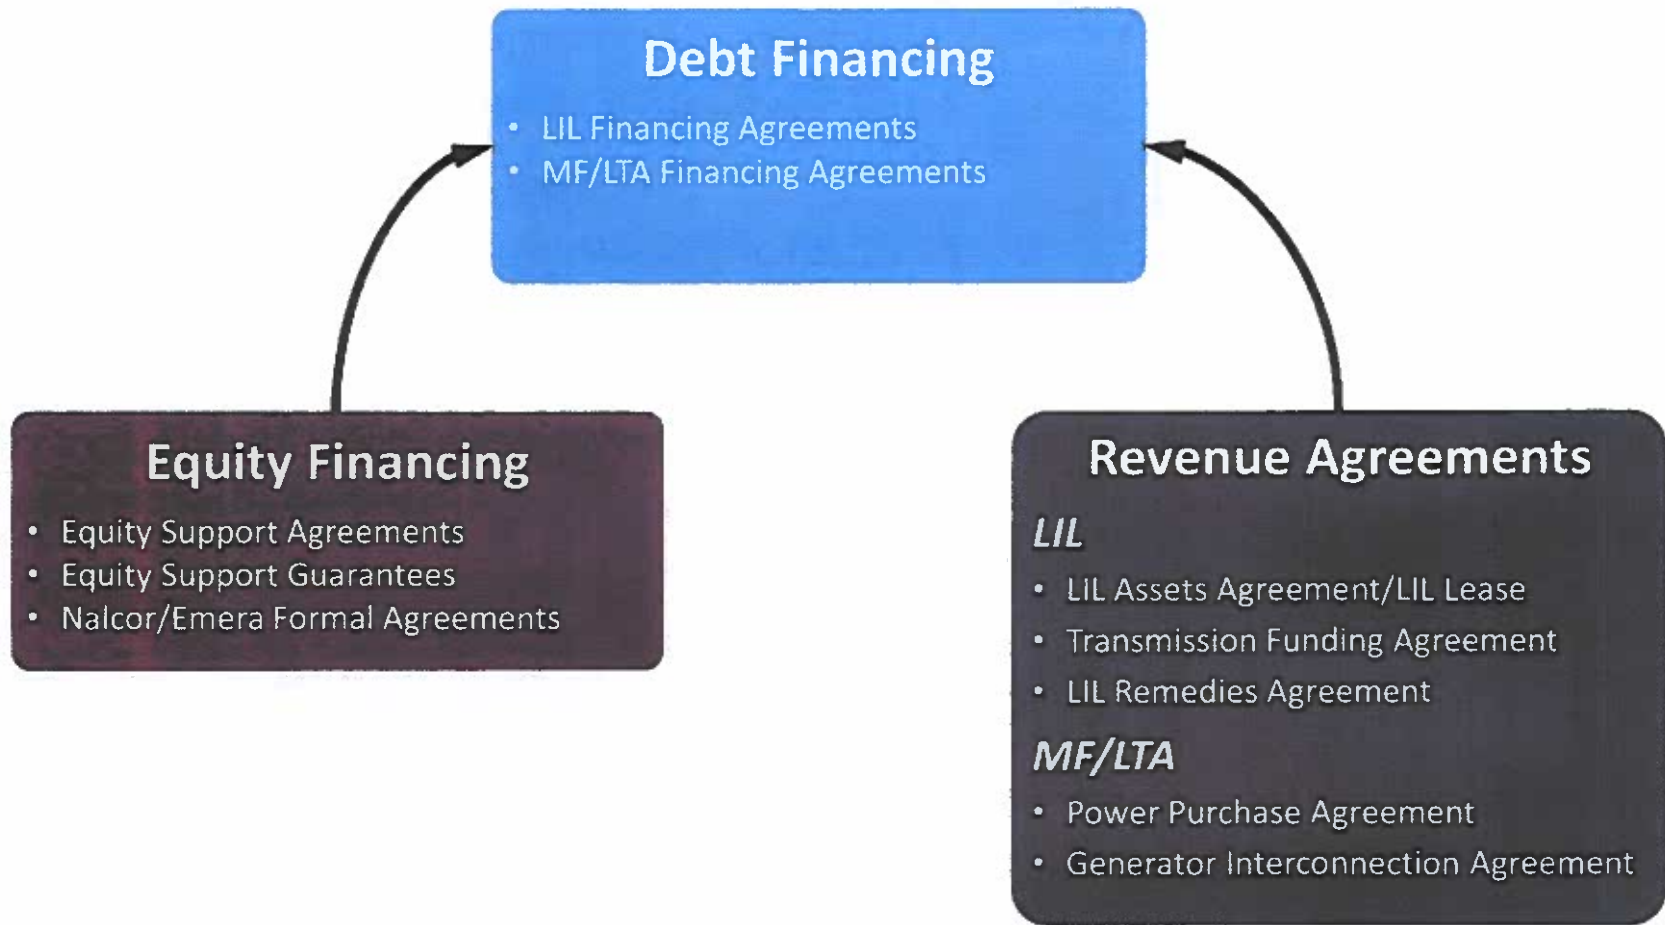 Debt Financing
• LIL Financing Agreements
• MF/LTA Financing Agreements
Equity Financing
• Equity Support Agreements
• Equity Support Guarantees
• Nalcor/Emera Formal Agreements
Revenue Agreements
LIL
• LIL Assets Agreement/LIL Lease
• Transmission Funding Agreement
• LIL Remedies Agreement
MF/LTA
• Power Purchase Agreement
• Generator Interconnection Agreement